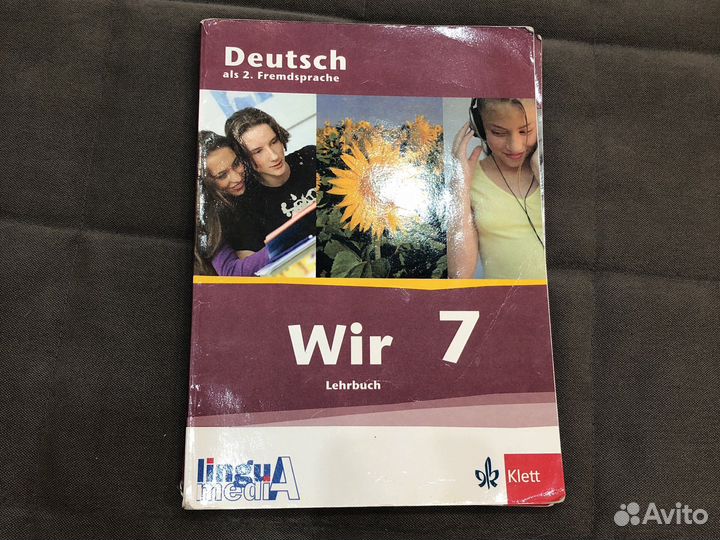 Deutsch
als 2. Fremdsprache
Wir 7
Lehrbuch
lingua
media
Klett
Avito